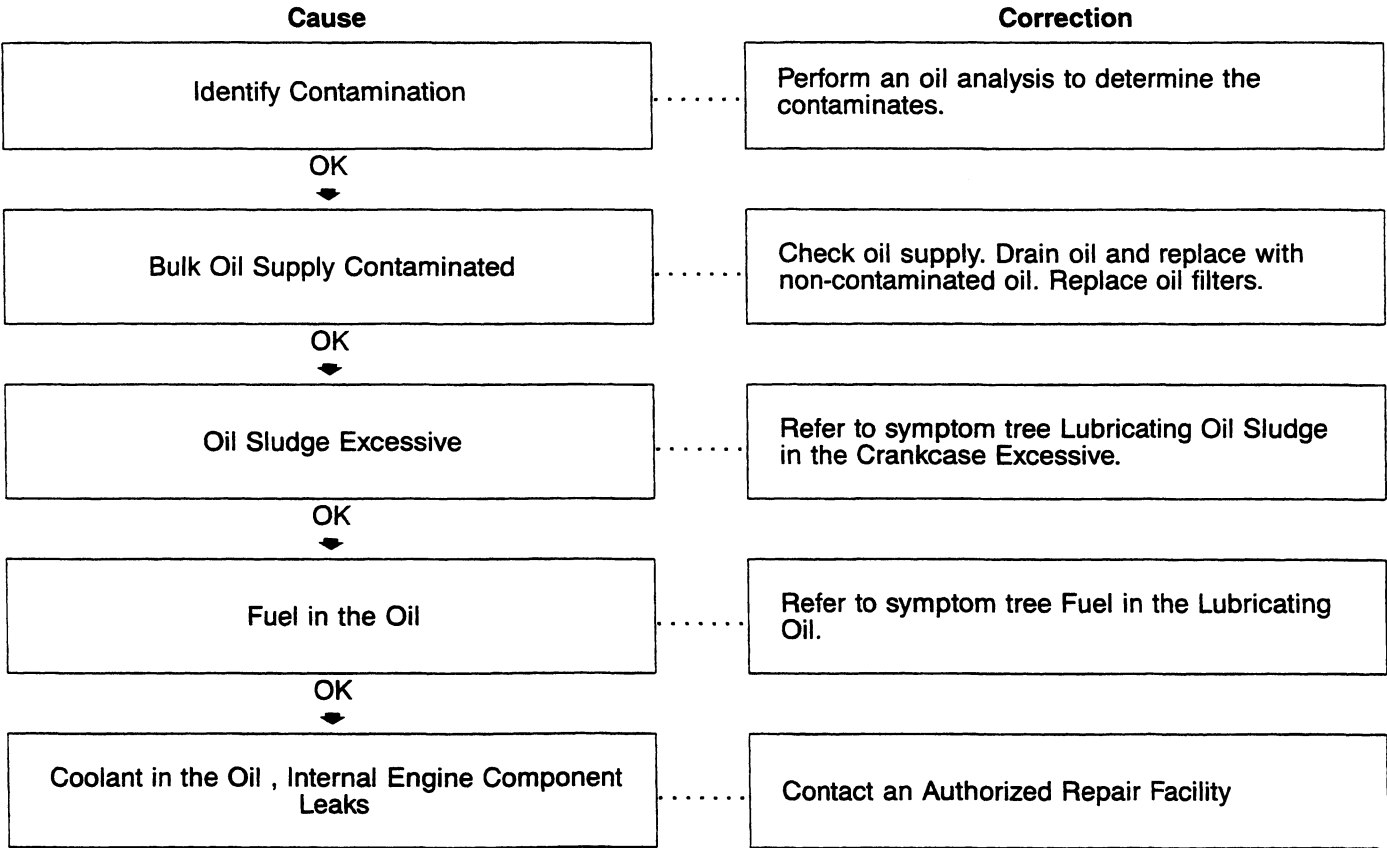 Cause
Correction
Identify Contamination
Perform an oil analysis to determine the
contaminates.
OK
Bulk Oil Supply Contaminated
Check oil supply. Drain oil and replace with
non-contaminated oil. Replace oil filters.
OK
Oil Sludge Excessive
Refer to symptom tree Lubricating Oil Sludge
in the Crankcase Excessive.
OK
Fuel in the Oil
Refer to symptom tree Fuel in the Lubricating
Oil.
OK
Coolant in the Oil , Internal Engine Component
Leaks
Contact an Authorized Repair Facility